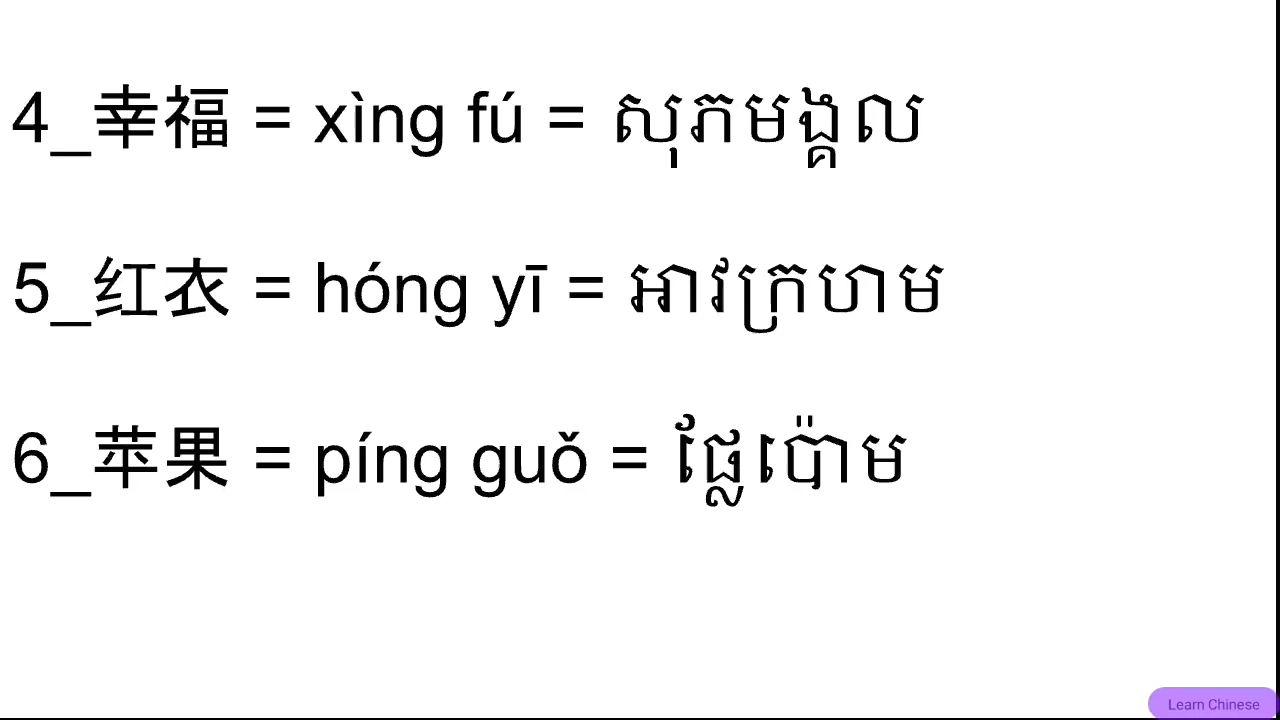 4_幸福 = xìng fú = សុភមង្គល
5_红衣 = hóng yī = អាវក្រហម
6_苹果 = píng guǒ = ផ្លែប៉ោម
Learn Chinese